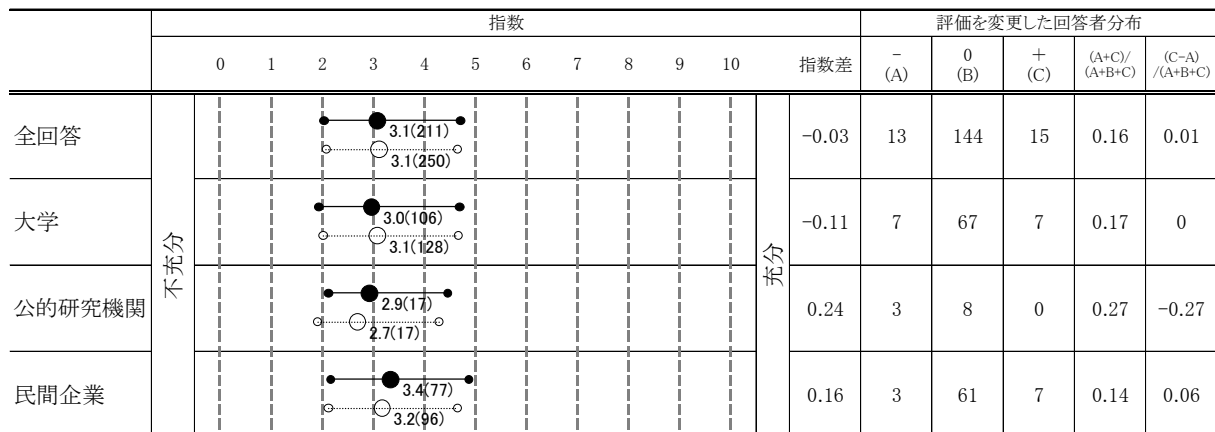 指数 評価を変更した回答者分布
0 1 2 3 4 5 6 7 8 9 10 指数差 − (A) 0 (B) + (C) (A+C)/(A+B+C) (C-A)/(A+B+C)
不充分
充分
全回答 3.1(211) -0.03 13 144 15 0.16 0.01
3.1(250)
大学 3.0(106) -0.11 7 67 7 0.17 0
3.1(128)
公的研究機関 2.9(17) 0.24 3 8 0 0.27 -0.27
2.7(17)
民間企業 3.4(77) 0.16 3 61 7 0.14 0.06
3.2(96)